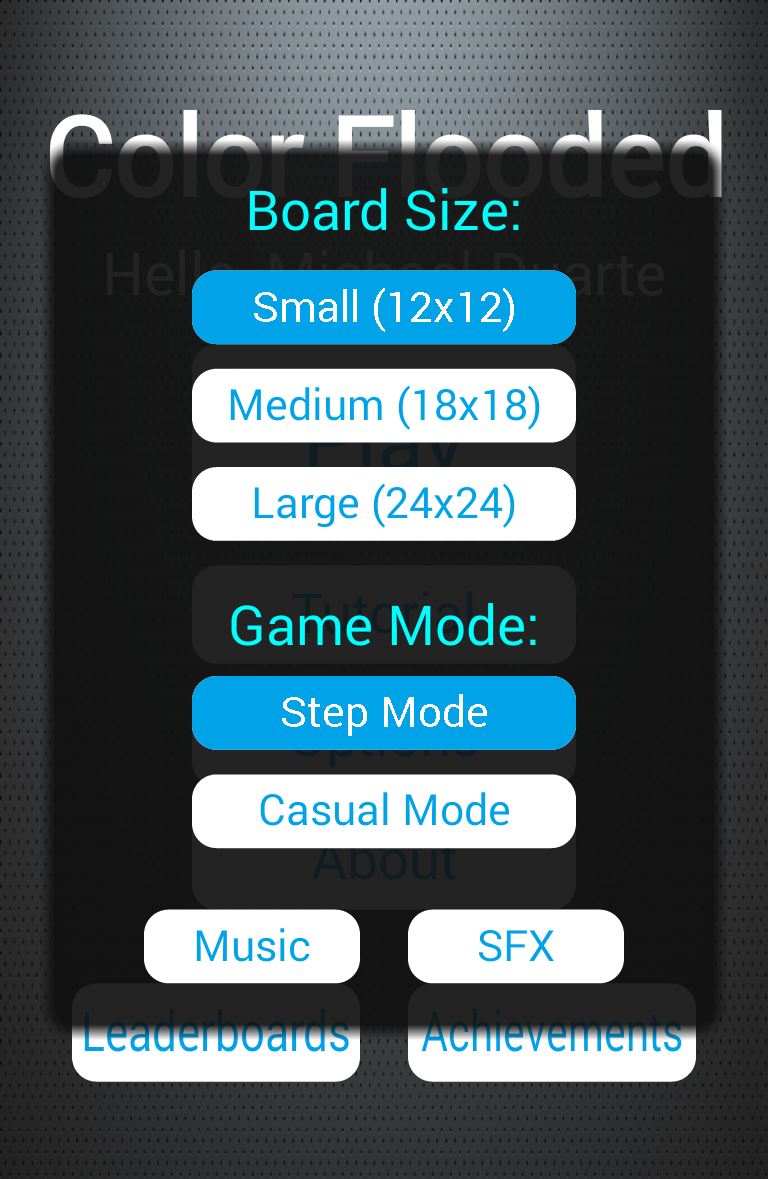 Color Flooded
Board Size:
Hello, Michael Duarte
Small (12x12)
Medium (18x18)
Play
Large (24x24)
Tutorial
Game Mode:
Step Mode
Options
Casual Mode
About
Music SFX
Leaderboards Achievements